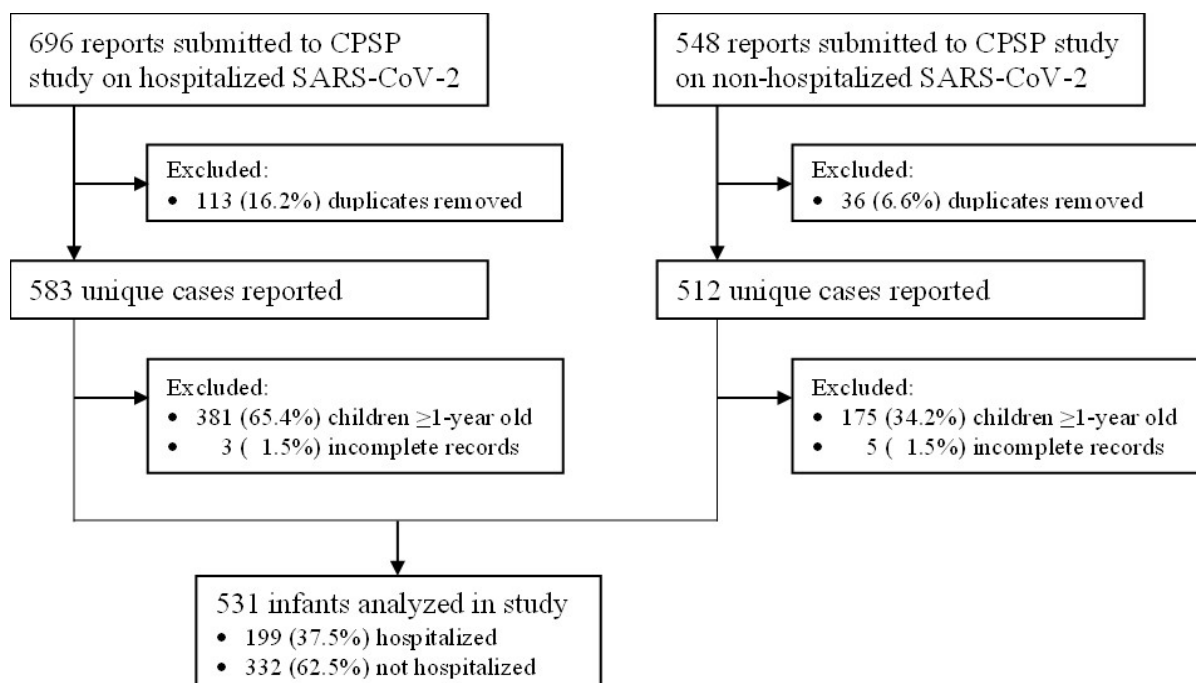 696 reports submitted to CPSP
study on hospitalized SARS-CoV-2
548 reports submitted to CPSP study
on non-hospitalized SARS-CoV-2
Excluded:
• 113 (16.2%) duplicates removed
Excluded:
• 36 (6.6%) duplicates removed
583 unique cases reported
512 unique cases reported
Excluded:
• 381 (65.4%) children ≥1-year old
• 3 ( 1.5%) incomplete records
Excluded:
• 175 (34.2%) children ≥1-year old
• 5 ( 1.5%) incomplete records
531 infants analyzed in study
• 199 (37.5%) hospitalized
• 332 (62.5%) not hospitalized